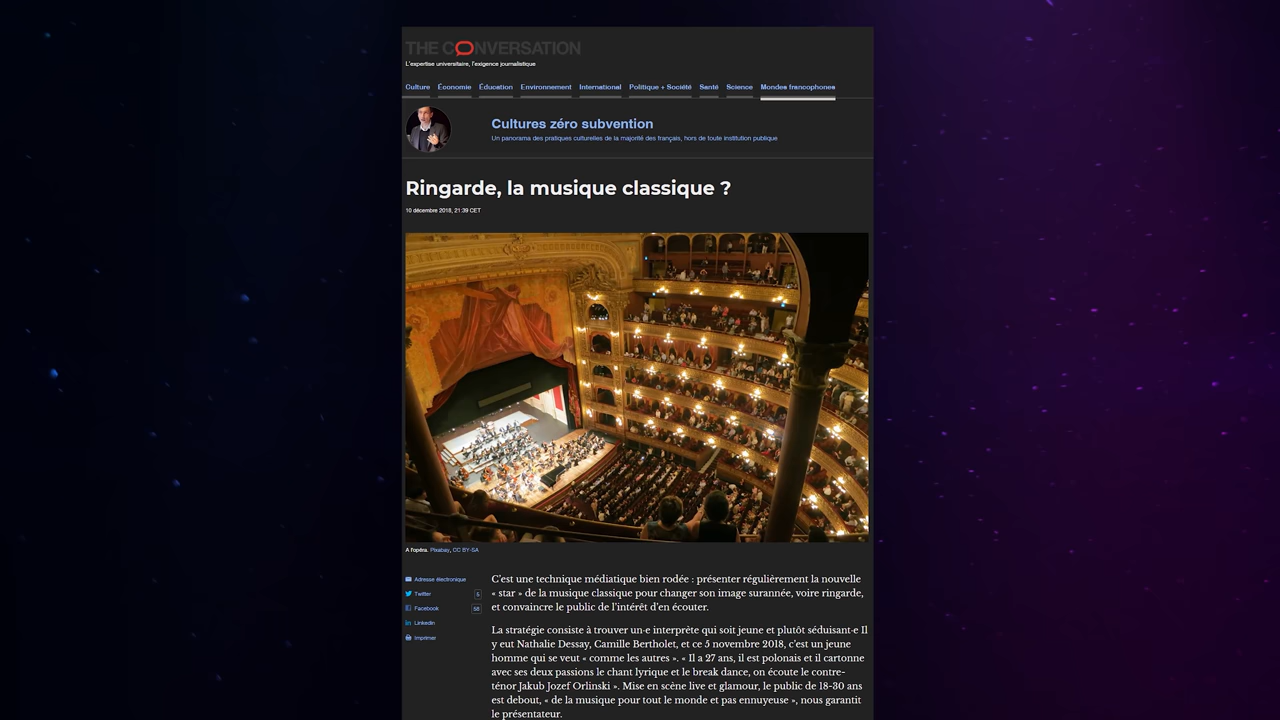 THE CONVERSATION
L'expertise universitaire, l'exigence journalistique
Culture Économie Éducation Environnement International Politique + Société Santé Science Mondes francophones
Cultures zéro subvention
Un panorama des pratiques culturelles de la majorité des français, hors de toute institution publique
Ringarde, la musique classique ?
10 décembre 2018, 21:39 CET
A l'opéra. Pixabay, CC BY-SA
Adresse électronique
Twitter 5
Facebook 58
LinkedIn
Imprimer
C'est une technique médiatique bien rodée : présenter régulièrement la nouvelle
« star » de la musique classique pour changer son image surannée, voire ringarde,
et convaincre le public de l'intérêt d'en écouter.
La stratégie consiste à trouver un·e interprète qui soit jeune et plutôt séduisant·e Il
y eut Nathalie Dessay, Camille Bertholet, et ce 5 novembre 2018, c'est un jeune
homme qui se veut « comme les autres ». « Il a 27 ans, il est polonais et il cartonne
avec ses deux passions le chant lyrique et le break dance, on écoute le contre-
ténor Jakub Jozef Orlinski ». Mise en scène live et glamour, le public de 18-30 ans
est debout, « de la musique pour tout le monde et pas ennuyeuse », nous garantit
le présentateur.